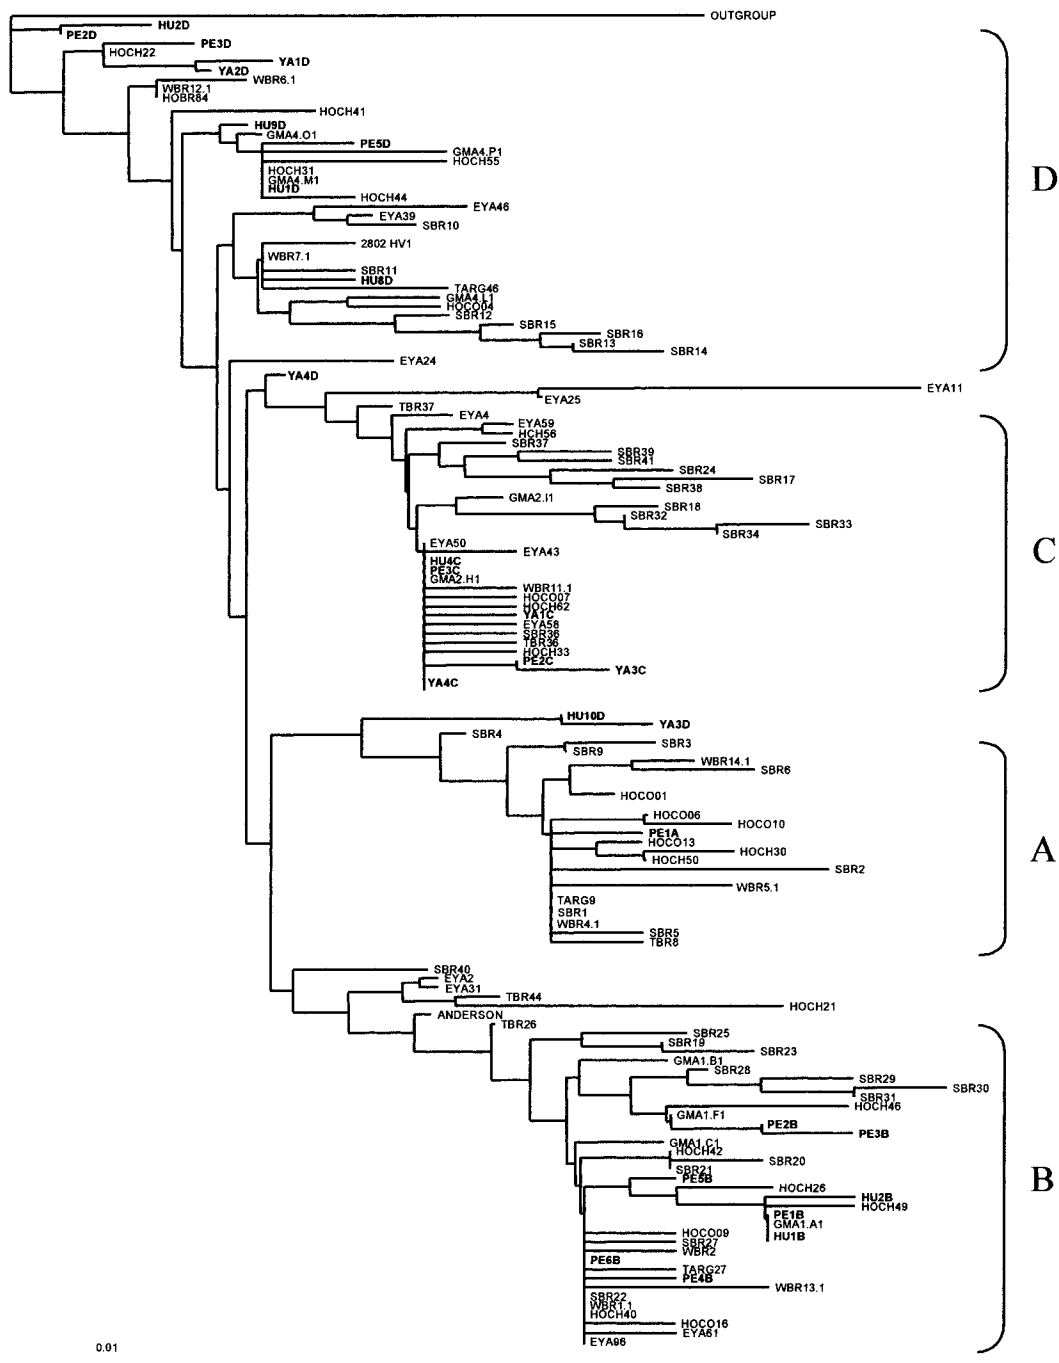 OUTGROUP
HU2D
PE2D
PE3D
HOCH22
YA1D
YA2D
WBR6.1
WBR12.1
HOBR84
HOCH41
HU9D
GMA4.O1
PE5D
GMA4.P1
HOCH55
HOCH31
GMA4.M1
HU1D
HOCH44
D
EYA46
EYA39
SBR10
2802 HV1
WBR7.1
SBR11
HU8D
TARG46
GMA4.L1
HOCO04
SBR12
SBR15
SBR16
SBR13
SBR14
EYA24
YA4D
EYA11
EYA25
TBR37
EYA4
EYA59
HCH56
SBR37
SBR39
SBR41
SBR24
SBR17
SBR38
GMA2.I1
SBR18
SBR32
SBR33
SBR34
EYA50
EYA43
C
HU4C
PE3C
GMA2.H1
WBR11.1
HOCO07
HOCH62
YA1C
EYA58
SBR36
TBR36
HOCH33
PE2C
YA3C
YA4C
HU10D
YA3D
SBR4
SBR3
SBR9
WBR14.1
SBR6
HOCO01
HOCO06
HOCO10
PE1A
HOCO13
HOCH30
A
HOCH50
SBR2
WBR5.1
TARG9
SBR1
WBR4.1
SBR5
TBR8
SBR40
EYA2
EYA31
TBR44
HOCH21
ANDERSON
TBR26
SBR25
SBR19
SBR23
GMA1.B1
SBR28
SBR29
SBR30
SBR31
HOCH46
GMA1.F1
PE2B
PE3B
GMA1.C1
HOCH42
SBR20
SBR21
PE5B
B
HOCH26
HU2B
HOCH49
PE1B
GMA1.A1
HU1B
HOCO09
SBR27
WBR2
PE6B
TARG27
PE4B
WBR13.1
SBR22
WBR1.1
HOCH40
HOCO16
EYA61
EYA96
0.01